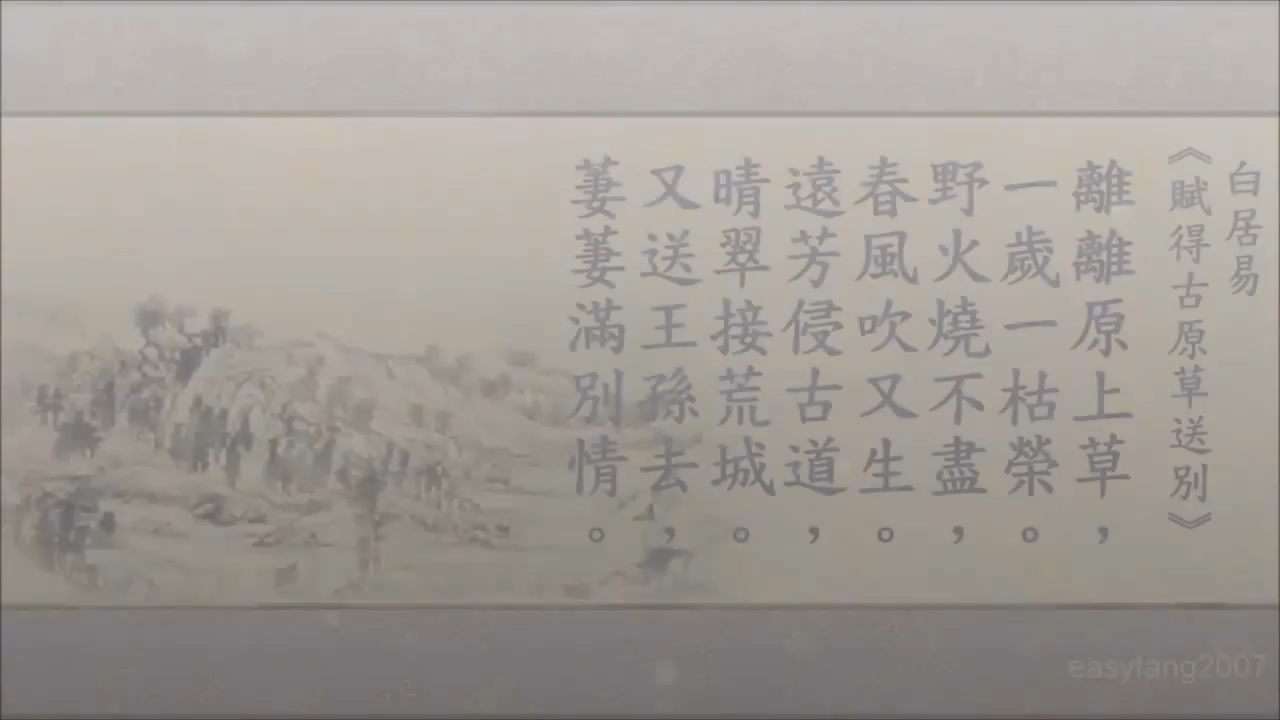 白居易
《賦得古原草送別》
離離原上草，
一歲一枯榮。
野火燒不盡，
春風吹又生。
遠芳侵古道，
晴翠接荒城。
又送王孫去，
萋萋滿別情。
easyfang2007